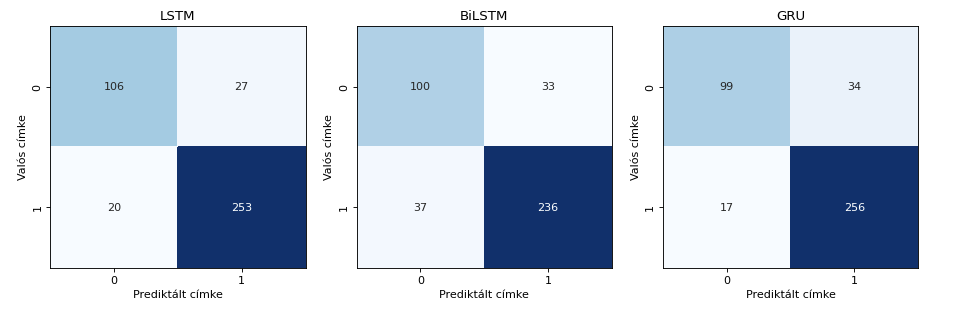 LSTM
0
106
27
Valós címke
1
20
253
0
1
Prediktált címke
BiLSTM
0
100
33
Valós címke
1
37
236
0
1
Prediktált címke
GRU
0
99
34
Valós címke
1
17
256
0
1
Prediktált címke